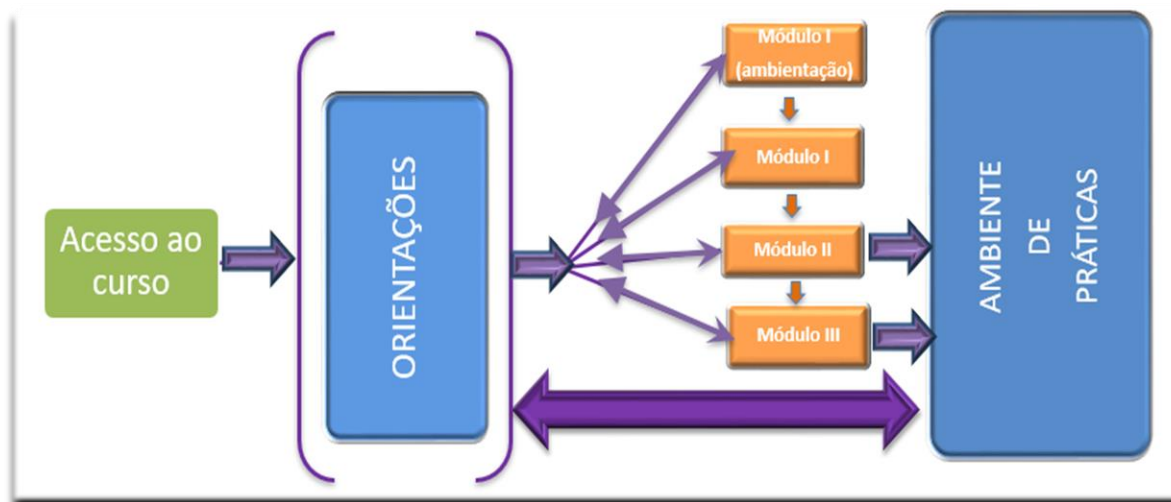 Acesso ao
curso
ORIENTAÇÕES
Módulo I
(ambientação)
Módulo I
Módulo II
Módulo III
AMBIENTE
DE
PRÁTICAS